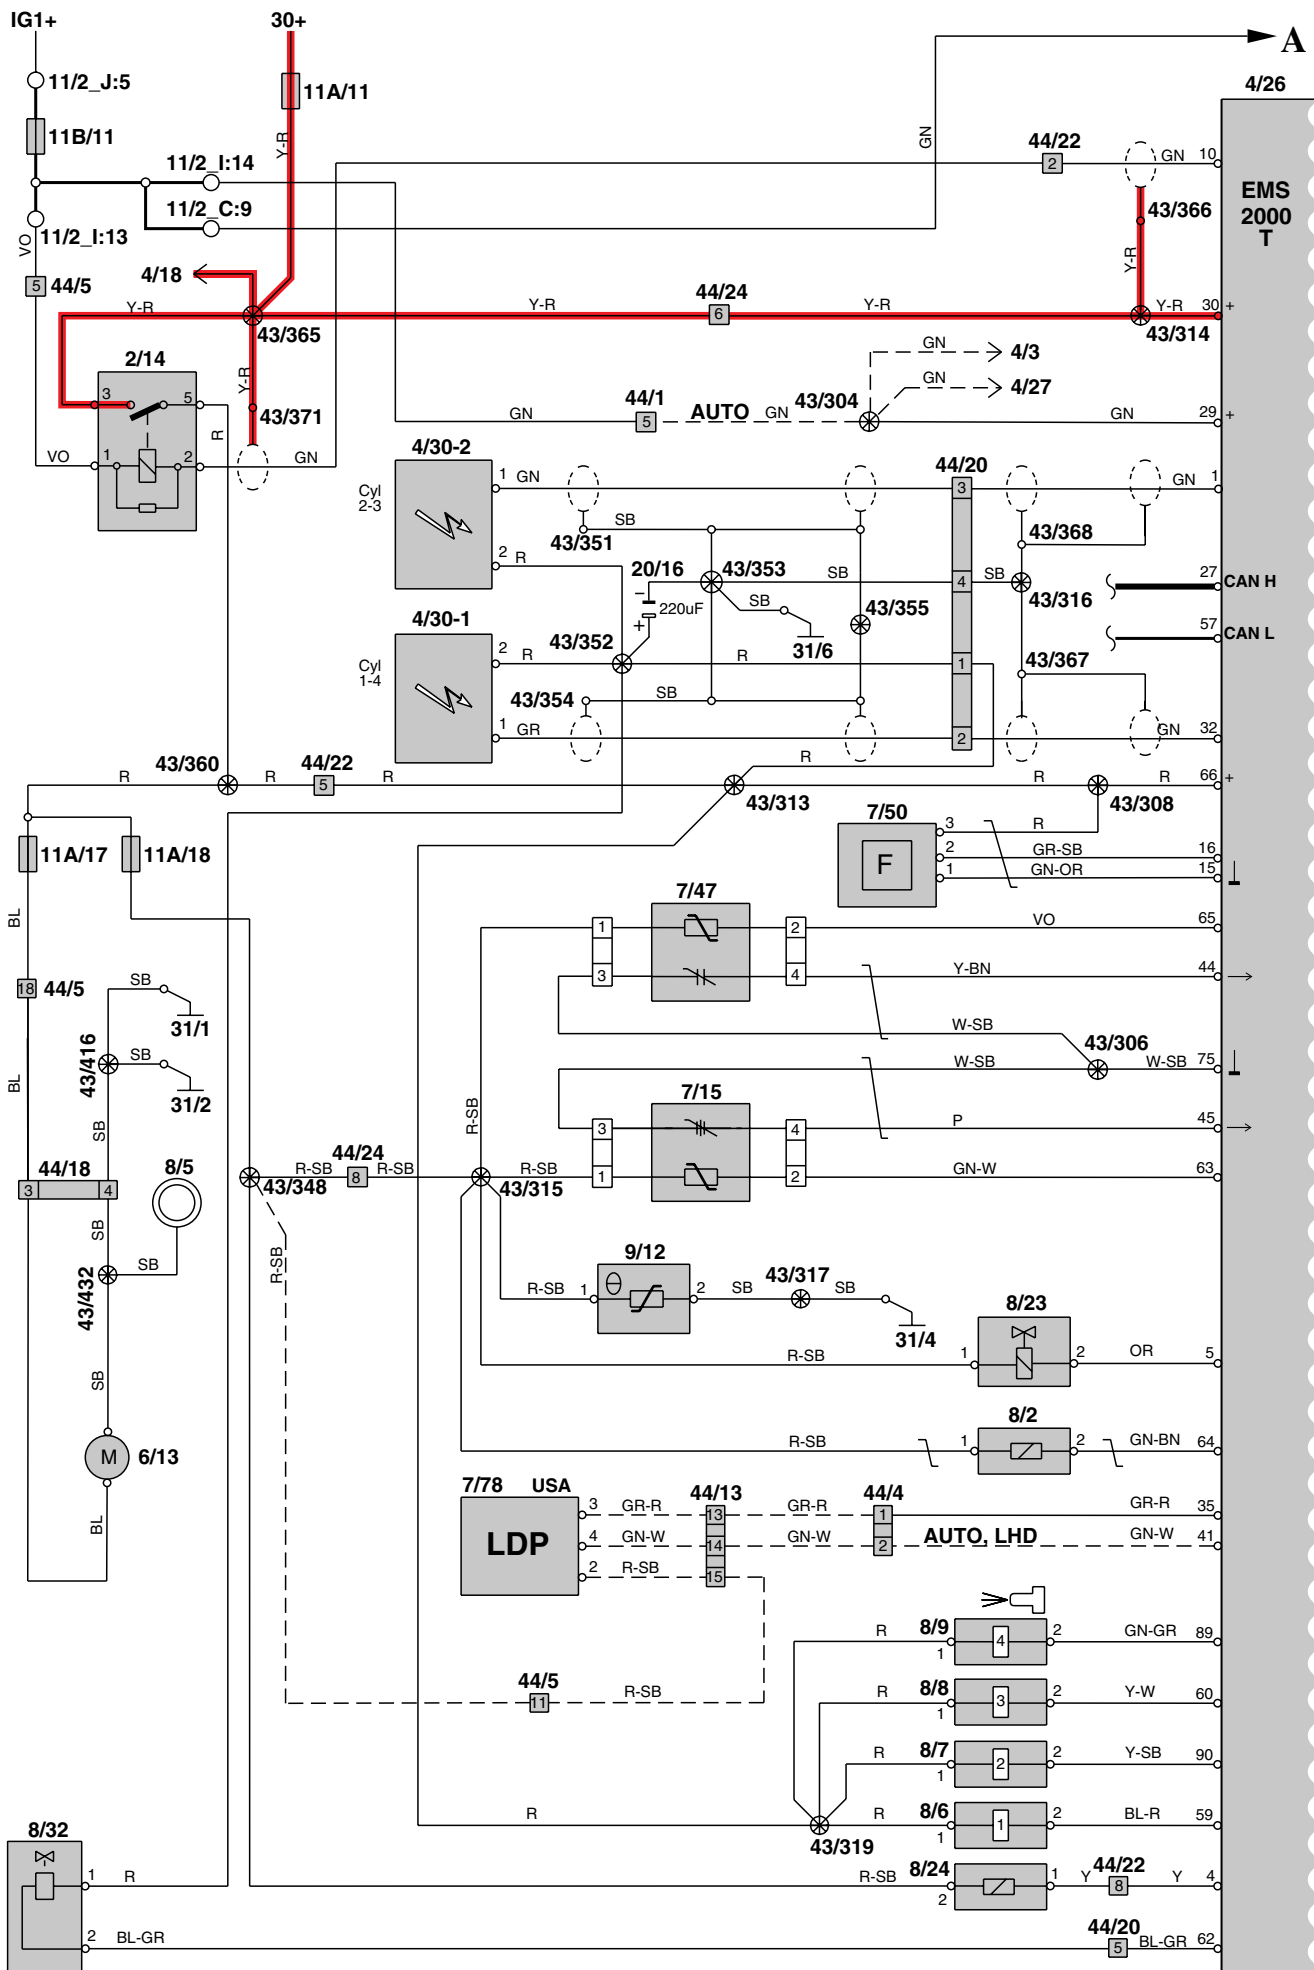 IG1+
30+
A
11/2_J:5
11A/11
4/26
11B/11
Y-R
GN
44/22
2
GN
10
11/2_I:14
EMS
2000
T
11/2_C:9
43/366
VO
11/2_I:13
Y-R
4/18
5
44/5
44/24
Y-R
Y-R
6
Y-R
Y-R
30
+
43/365
43/314
2/14
Y-R
GN
4/3
GN
4/27
3
5
44/1
43/304
43/371
GN
5
AUTO
GN
GN
29
+
R
4/30-2
VO
1
2
GN
44/20
Cyl
2-3
1
GN
3
GN
1
SB
43/351
43/368
2
R
20/16
43/353
SB
4
SB
27
CAN H
−
220uF
SB
43/355
43/316
4/30-1
+
57
CAN L
43/352
31/6
2
R
R
1
43/367
Cyl
1-4
43/354
SB
1
GR
2
GN
32
43/360
44/22
R
R
R
5
R
R
R
66
+
43/313
43/308
7/50
3
R
11A/17
11A/18
F
2
GR-SB
16
1
GN-OR
15
7/47
BL
1
2
VO
65
3
4
Y-BN
44
SB
18
44/5
31/1
W-SB
43/306
43/416
SB
W-SB
W-SB
75
BL
31/2
7/15
R-SB
SB
3
4
P
45
44/18
8/5
44/24
R-SB
8
R-SB
R-SB
1
2
GN-W
63
3
4
43/348
43/315
SB
R-SB
9/12
43/432
SB
43/317
R-SB
1
2
SB
SB
8/23
31/4
R-SB
1
2
OR
5
SB
8/2
M
6/13
R-SB
1
2
GN-BN
64
7/78
USA
44/13
44/4
BL
LDP
3
GR-R
13
GR-R
1
GR-R
35
4
GN-W
14
GN-W
2
AUTO, LHD
GN-W
41
2
R-SB
15
R
8/9
1
4
2
GN-GR
89
44/5
11
R-SB
R
8/8
1
3
2
Y-W
60
R
8/7
1
2
2
Y-SB
90
R
R
8/6
1
1
2
BL-R
59
43/319
8/32
1
R
R-SB
8/24
2
1
Y
44/22
8
Y
4
2
BL-GR
44/20
5
BL-GR
62